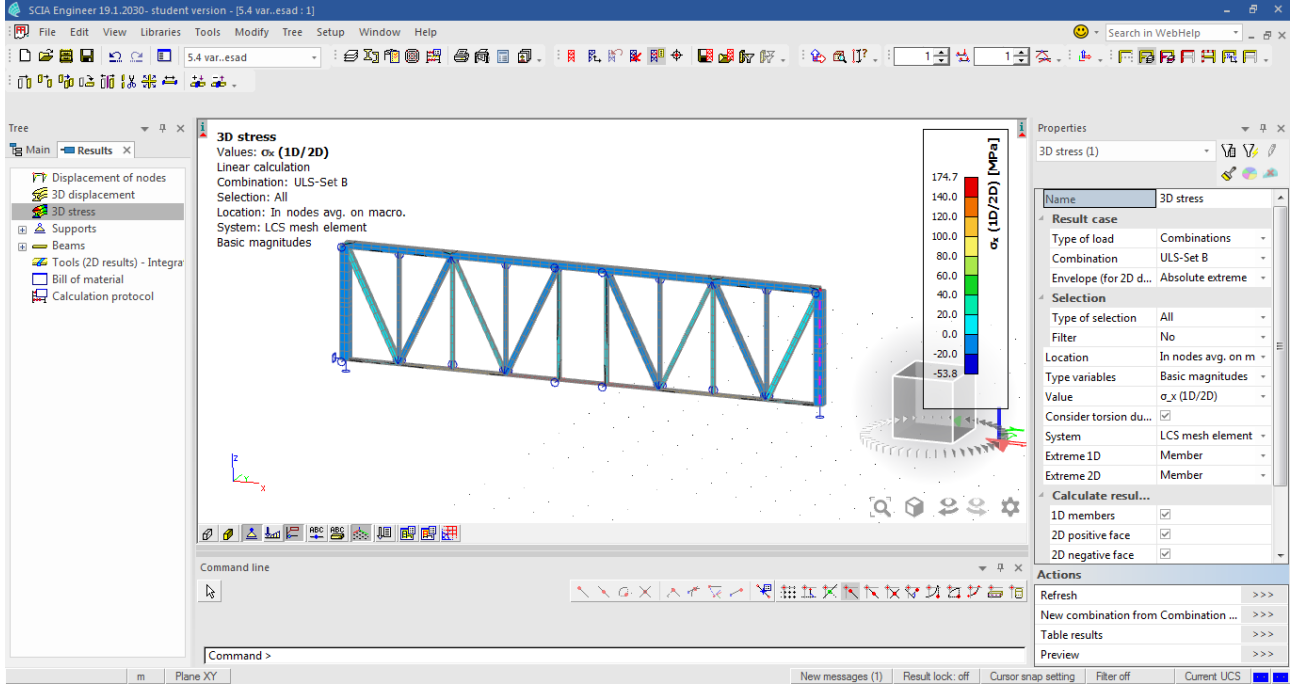 SCIA Engineer 19.1.2030- student version - [5.4 var..esad : 1]
File Edit View Libraries Tools Modify Tree Setup Window Help
Search in WebHelp
5.4 var..esad
1
1
Tree
Main
Results
Displacement of nodes
3D displacement
3D stress
Supports
Beams
Tools (2D results) - Integra
Bill of material
Calculation protocol
3D stress
Values: σx (1D/2D)
Linear calculation
Combination: ULS-Set B
Selection: All
Location: In nodes avg. on macro.
System: LCS mesh element
Basic magnitudes
σx (1D/2D) [MPa]
174.7
140.0
120.0
100.0
80.0
60.0
40.0
20.0
0.0
-20.0
-53.8
z
Y
x
ABC
ABC
Command line
Command >
Properties
3D stress (1)
Name 3D stress
Result case
Type of load Combinations
Combination ULS-Set B
Envelope (for 2D d... Absolute extreme
Selection
Type of selection All
Filter No
Location In nodes avg. on m
Type variables Basic magnitudes
Value σ_x (1D/2D)
Consider torsion du...
System LCS mesh element
Extreme 1D Member
Extreme 2D Member
Calculate resul...
1D members
2D positive face
2D negative face
Actions
Refresh >>>
New combination from Combination ... >>>
Table results >>>
Preview >>>
m Plane XY New messages (1) Result lock: off Cursor snap setting Filter off Current UCS